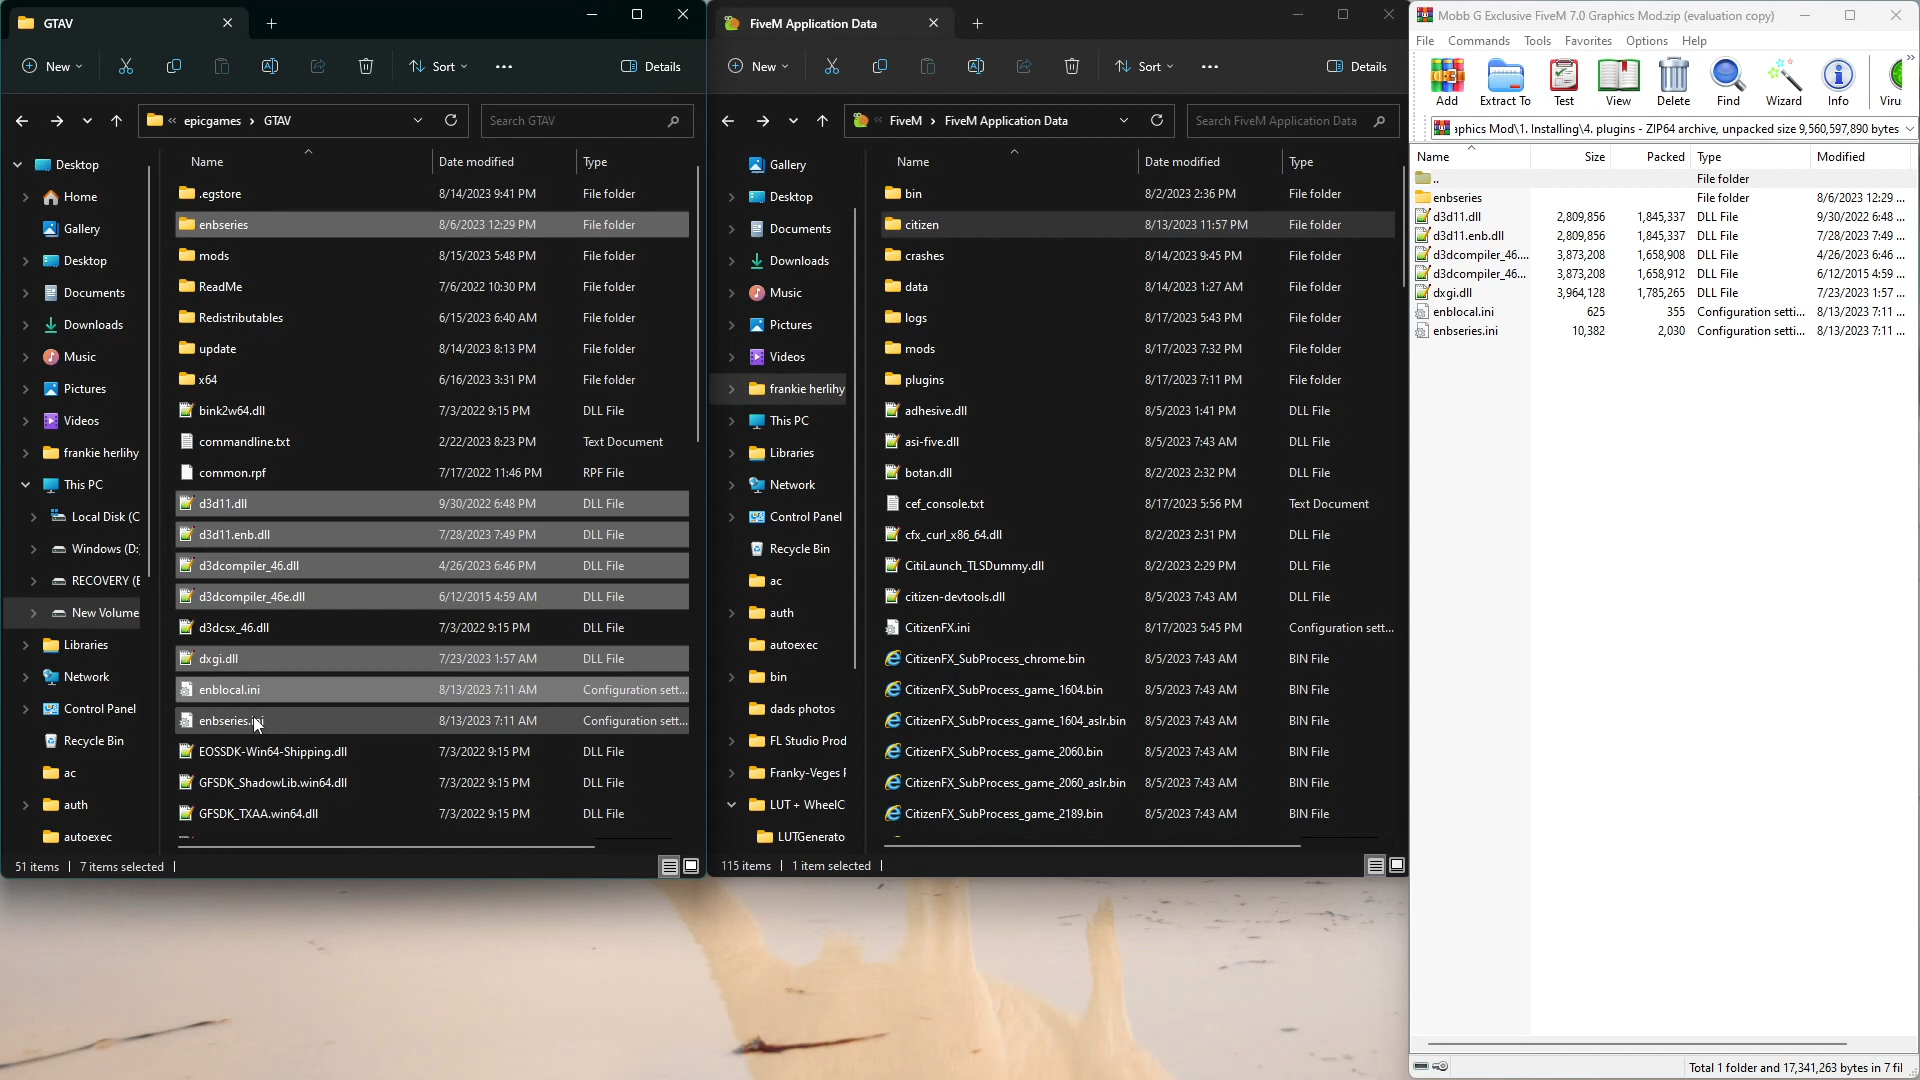 GTAV
New
Sort
Details
epicgames > GTAV
Search GTAV
Desktop
Home
Gallery
Desktop
Documents
Downloads
Music
Pictures
Videos
frankie herlihy
This PC
Local Disk (C
Windows (D:
RECOVERY (E
New Volume
Libraries
Network
Control Panel
Recycle Bin
ac
auth
autoexec
Name Date modified Type
.egstore 8/14/2023 9:41 PM File folder
enbseries 8/6/2023 12:29 PM File folder
mods 8/15/2023 5:48 PM File folder
ReadMe 7/6/2022 10:30 PM File folder
Redistributables 6/15/2023 6:40 AM File folder
update 8/14/2023 8:13 PM File folder
x64 6/16/2023 3:31 PM File folder
bink2w64.dll 7/3/2022 9:15 PM DLL File
commandline.txt 2/22/2023 8:23 PM Text Document
common.rpf 7/17/2022 11:46 PM RPF File
d3d11.dll 9/30/2022 6:48 PM DLL File
d3d11.enb.dll 7/28/2023 7:49 PM DLL File
d3dcompiler_46.dll 4/26/2023 6:46 PM DLL File
d3dcompiler_46e.dll 6/12/2015 4:59 AM DLL File
d3dcsx_46.dll 7/3/2022 9:15 PM DLL File
dxgi.dll 7/23/2023 1:57 AM DLL File
enblocal.ini 8/13/2023 7:11 AM Configuration sett...
enbseries.ini 8/13/2023 7:11 AM Configuration sett...
EOSSDK-Win64-Shipping.dll 7/3/2022 9:15 PM DLL File
GFSDK_ShadowLib.win64.dll 7/3/2022 9:15 PM DLL File
GFSDK_TXAA.win64.dll 7/3/2022 9:15 PM DLL File
51 items 7 items selected
FiveM Application Data
New
Sort
Details
FiveM > FiveM Application Data
Search FiveM Application Data
Gallery
Desktop
Documents
Downloads
Music
Pictures
Videos
frankie herlihy
This PC
Libraries
Network
Control Panel
Recycle Bin
ac
auth
autoexec
bin
dads photos
FL Studio Prod
Franky-Veges F
LUT + WheelC
LUTGenerato
Name Date modified Type
bin 8/2/2023 2:36 PM File folder
citizen 8/13/2023 11:57 PM File folder
crashes 8/14/2023 9:45 PM File folder
data 8/14/2023 1:27 AM File folder
logs 8/17/2023 5:43 PM File folder
mods 8/17/2023 7:32 PM File folder
plugins 8/17/2023 7:11 PM File folder
adhesive.dll 8/5/2023 1:41 PM DLL File
asi-five.dll 8/5/2023 7:43 AM DLL File
botan.dll 8/2/2023 2:32 PM DLL File
cef_console.txt 8/17/2023 5:56 PM Text Document
cfx_curl_x86_64.dll 8/2/2023 2:31 PM DLL File
CitiLaunch_TLSDummy.dll 8/2/2023 2:29 PM DLL File
citizen-devtools.dll 8/5/2023 7:43 AM DLL File
CitizenFX.ini 8/17/2023 5:45 PM Configuration sett...
CitizenFX_SubProcess_chrome.bin 8/5/2023 7:43 AM BIN File
CitizenFX_SubProcess_game_1604.bin 8/5/2023 7:43 AM BIN File
CitizenFX_SubProcess_game_1604_aslr.bin 8/5/2023 7:43 AM BIN File
CitizenFX_SubProcess_game_2060.bin 8/5/2023 7:43 AM BIN File
CitizenFX_SubProcess_game_2060_aslr.bin 8/5/2023 7:43 AM BIN File
CitizenFX_SubProcess_game_2189.bin 8/5/2023 7:43 AM BIN File
115 items 1 item selected
Mobb G Exclusive FiveM 7.0 Graphics Mod.zip (evaluation copy)
File Commands Tools Favorites Options Help
Add Extract To Test View Delete Find Wizard Info Viru
aphics Mod\1. Installing\4. plugins - ZIP64 archive, unpacked size 9,560,597,890 bytes
Name Size Packed Type Modified
.. File folder
enbseries File folder 8/6/2023 12:29 ...
d3d11.dll 2,809,856 1,845,337 DLL File 9/30/2022 6:48 ...
d3d11.enb.dll 2,809,856 1,845,337 DLL File 7/28/2023 7:49 ...
d3dcompiler_46.... 3,873,208 1,658,908 DLL File 4/26/2023 6:46 ...
d3dcompiler_46... 3,873,208 1,658,912 DLL File 6/12/2015 4:59 ...
dxgi.dll 3,964,128 1,785,265 DLL File 7/23/2023 1:57 ...
enblocal.ini 625 355 Configuration setti... 8/13/2023 7:11 ...
enbseries.ini 10,382 2,030 Configuration setti... 8/13/2023 7:11 ...
Total 1 folder and 17,341,263 bytes in 7 fil